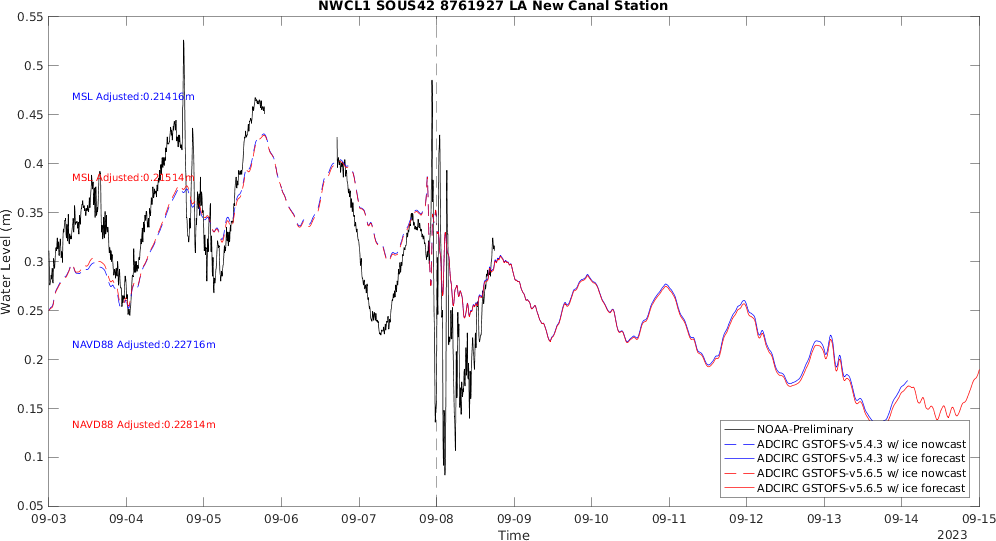 NWCL1 SOUS42 8761927 LA New Canal Station
0.55
0.5
0.45
0.4
0.35
0.3
0.25
0.2
0.15
0.1
0.05
Water Level (m)
MSL Adjusted:0.21416m
MSL Adjusted:0.21514m
NAVD88 Adjusted:0.22716m
NAVD88 Adjusted:0.22814m
NOAA-Preliminary
ADCIRC GSTOFS-v5.4.3 w/ ice nowcast
ADCIRC GSTOFS-v5.4.3 w/ ice forecast
ADCIRC GSTOFS-v5.6.5 w/ ice nowcast
ADCIRC GSTOFS-v5.6.5 w/ ice forecast
09-03 09-04 09-05 09-06 09-07 09-08 09-09 09-10 09-11 09-12 09-13 09-14 09-15
Time
2023